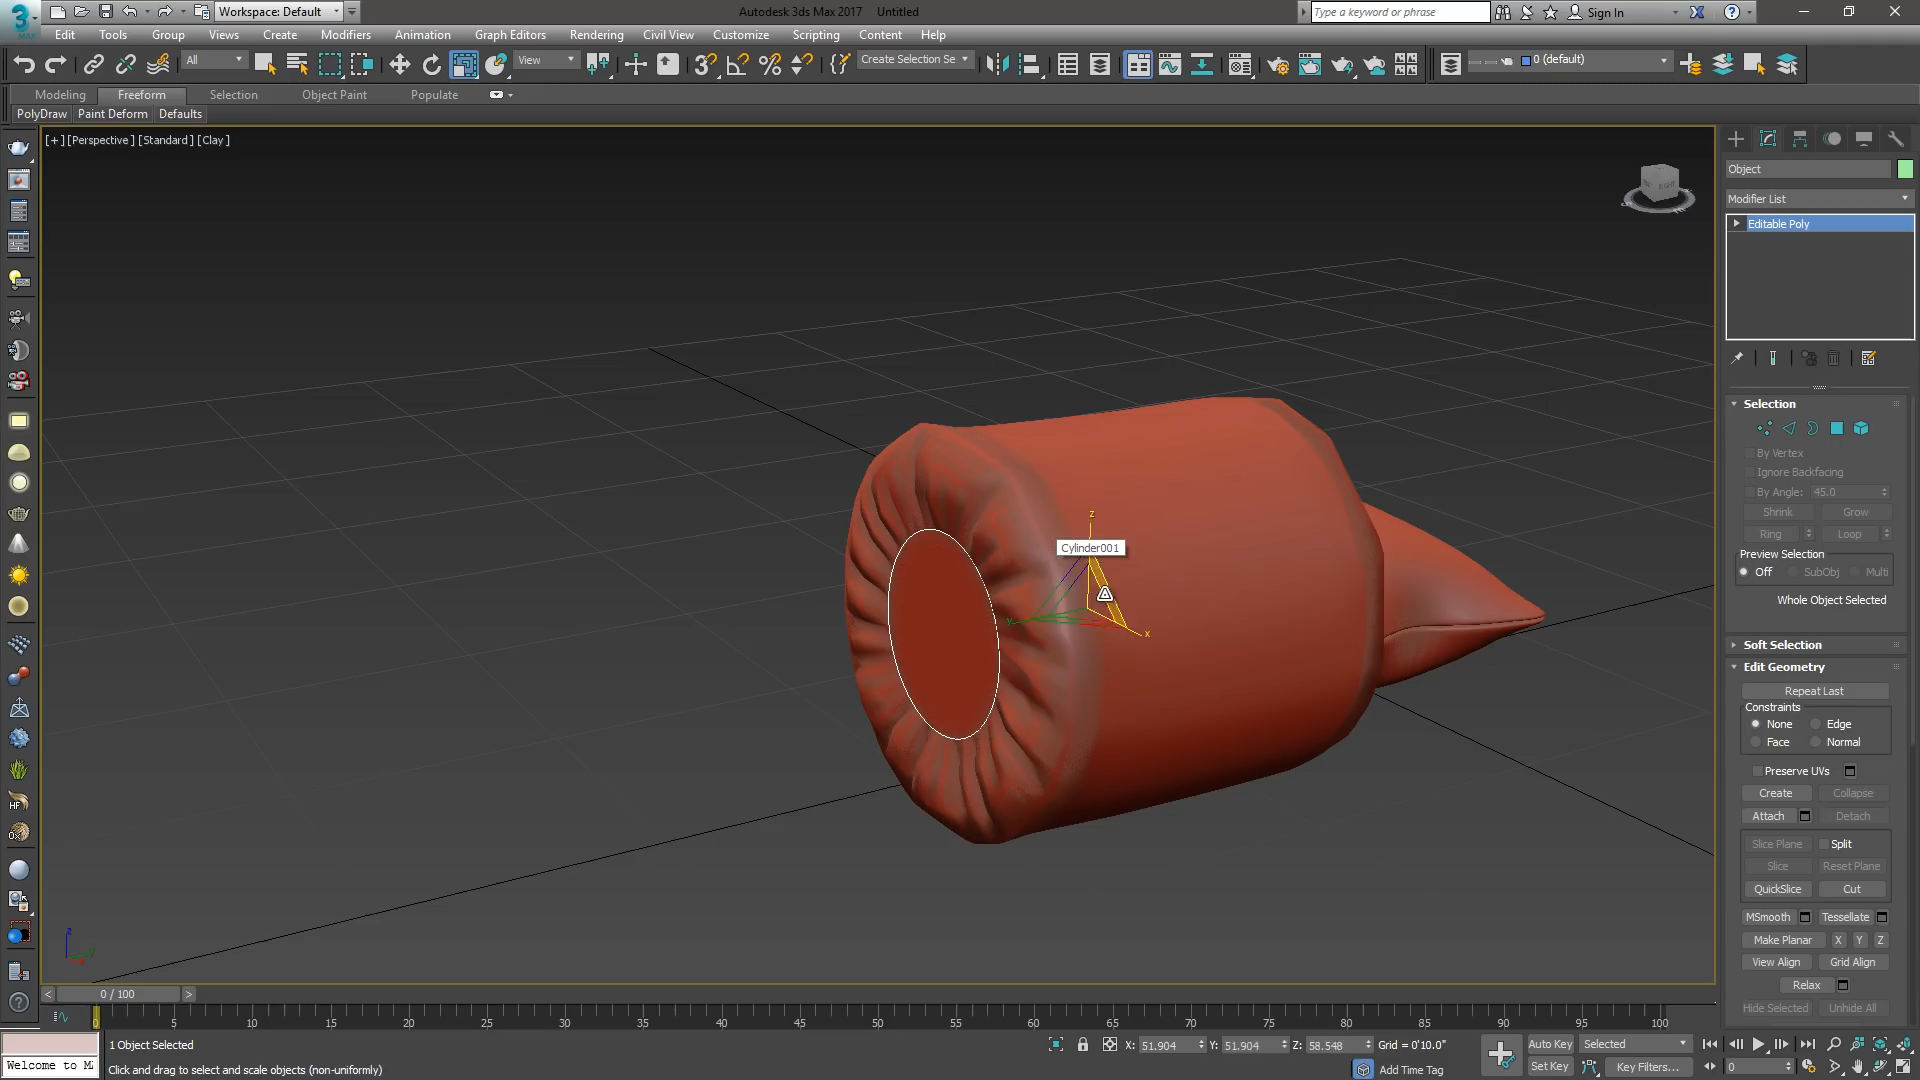 Workspace: Default
Autodesk 3ds Max 2017 Untitled
Type a keyword or phrase
Sign In
3
MAX
Edit Tools Group Views Create Modifiers Animation Graph Editors Rendering Civil View Customize Scripting Content Help
All
View
Create Selection Se
0 (default)
Modeling Freeform Selection Object Paint Populate
PolyDraw Paint Deform Defaults
[+] [Perspective] [Standard] [Clay]
Object
Modifier List
Editable Poly
Selection
By Vertex
Ignore Backfacing
By Angle: 45.0
Shrink Grow
Ring Loop
Preview Selection
Off SubObj Multi
Whole Object Selected
Soft Selection
Edit Geometry
Repeat Last
Constraints
None Edge
Face Normal
Preserve UVs
Create Collapse
Attach Detach
Slice Plane Split
Slice Reset Plane
QuickSlice Cut
MSmooth Tessellate
Make Planar X Y Z
View Align Grid Align
Relax
Hide Selected Unhide All
z
Cylinder001
y
x
HF
0 / 100
0 5 10 15 20 25 30 35 40 45 50 55 60 65 70 75 80 85 90 95 100
1 Object Selected
X: 51.904 Y: 51.904 Z: 58.548 Grid = 0'10.0"
Auto Key Selected
Welcome to M
Click and drag to select and scale objects (non-uniformly)
Add Time Tag
Set Key Key Filters...
0